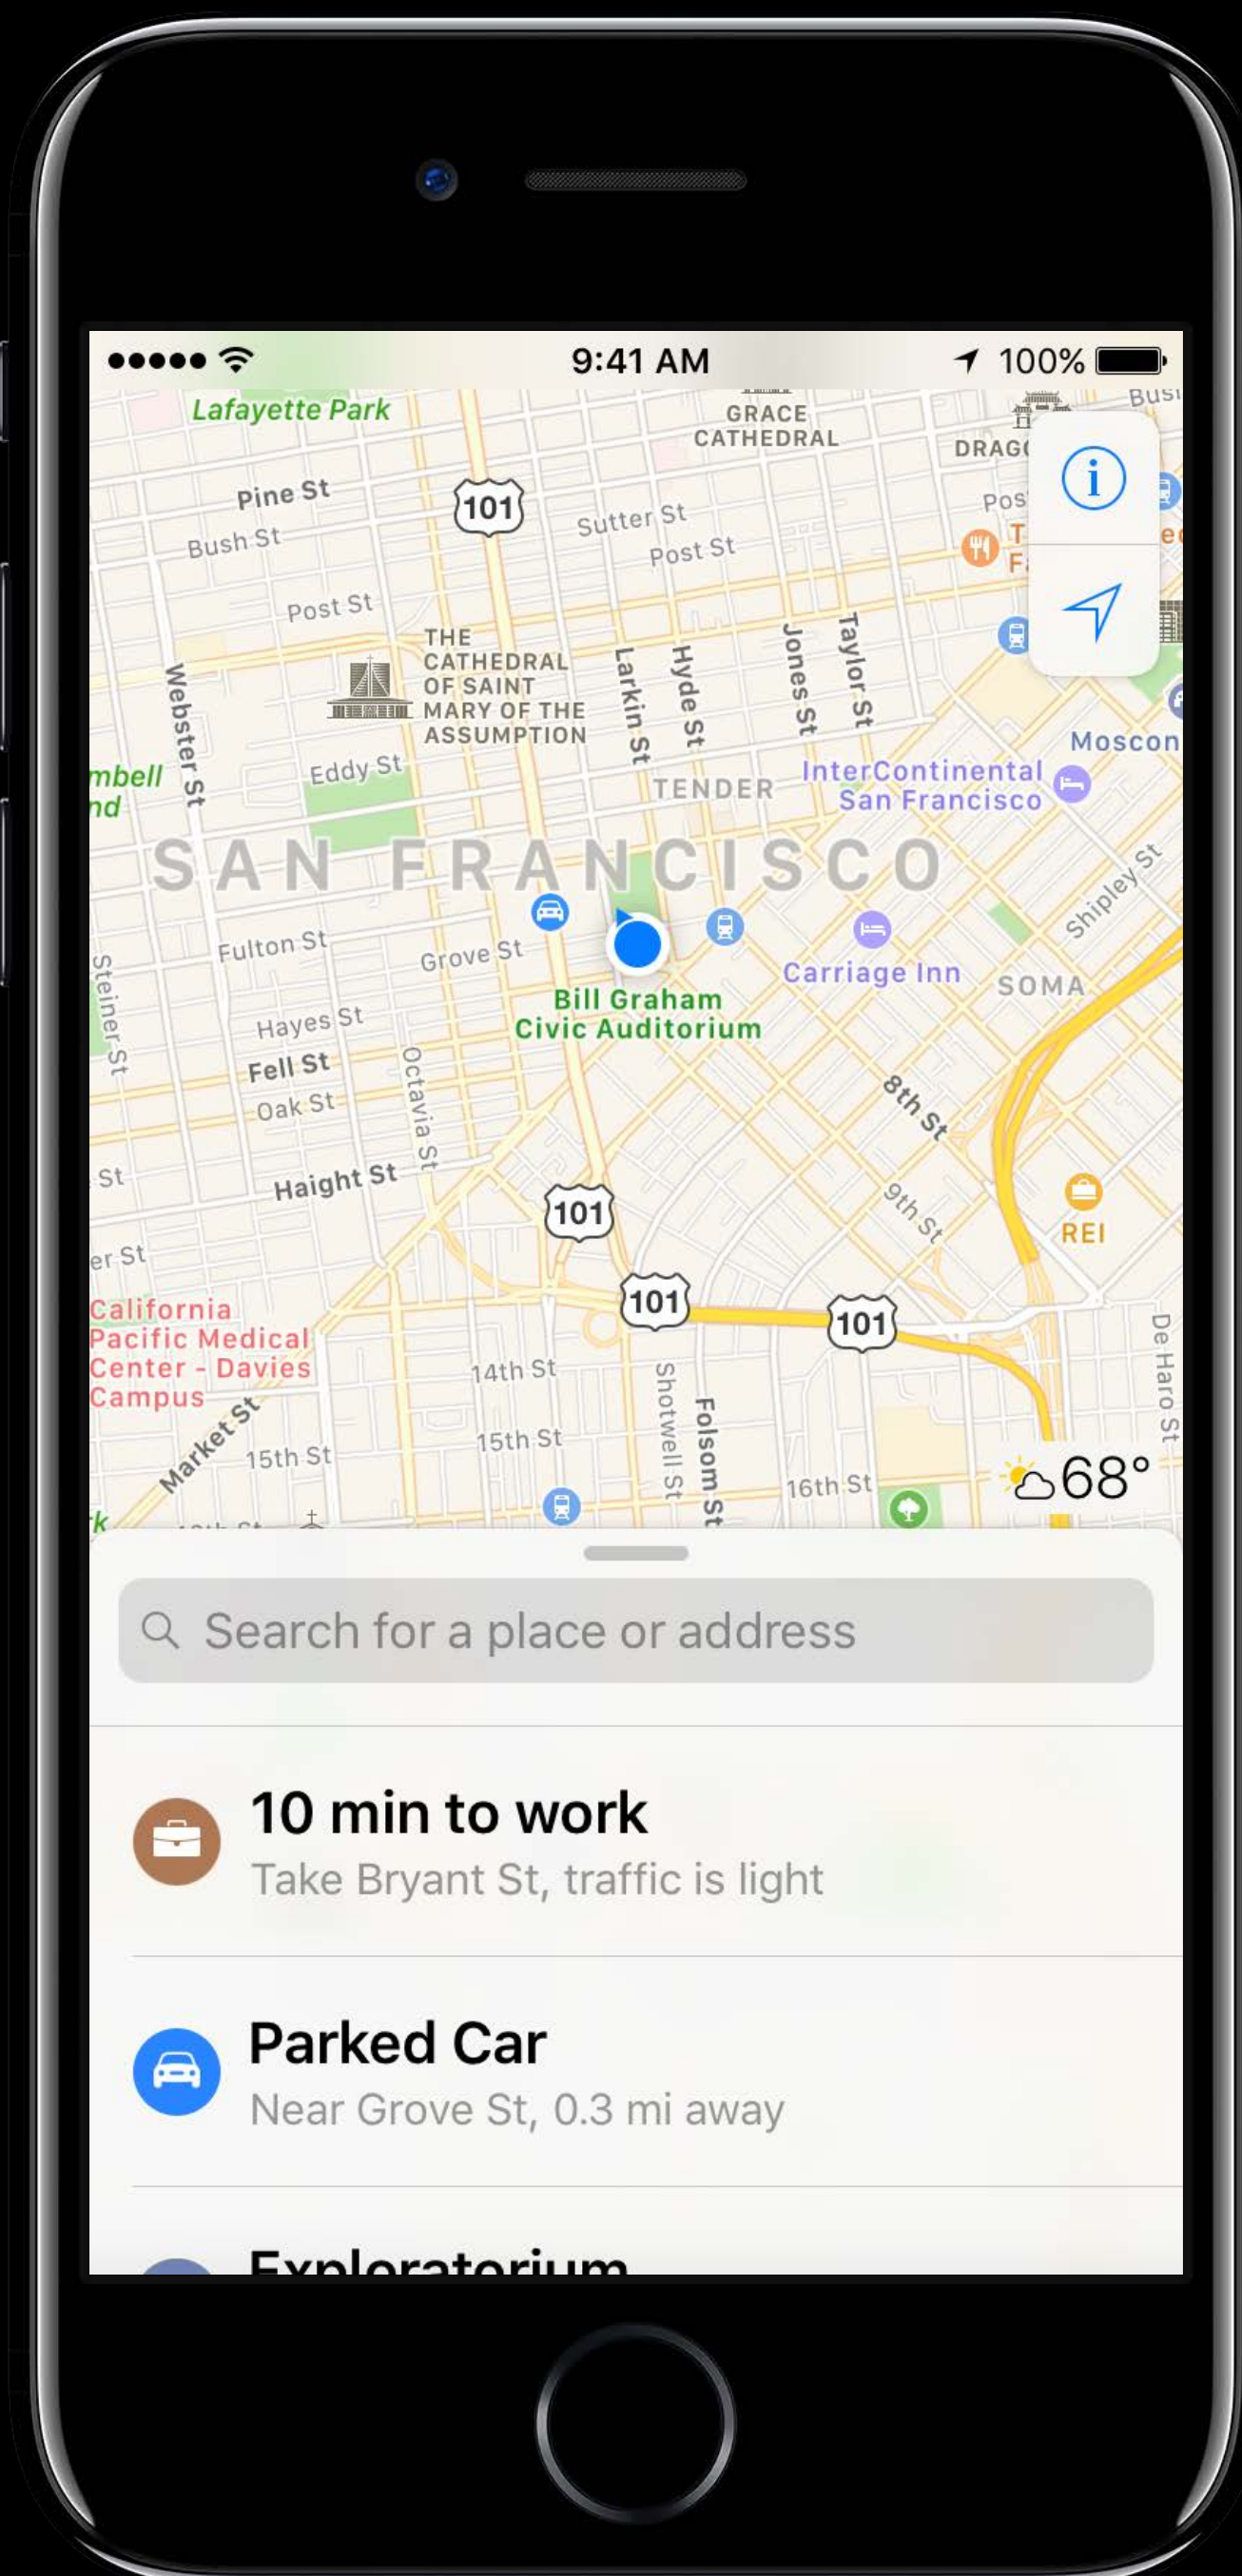 9:41 AM
100%
Lafayette Park
GRACE
CATHEDRAL
Pine St
101
Sutter St
Bush St
Post St
Post St
THE
CATHEDRAL
OF SAINT
MARY OF THE
ASSUMPTION
Webster St
Larkin St
Hyde St
Jones St
Taylor St
Moscon
Eddy St
InterContinental
San Francisco
TENDER
SAN FRANCISCO
Shipley St
Fulton St
Grove St
Carriage Inn
SOMA
Steiner St
Bill Graham
Civic Auditorium
Hayes St
Fell St
Octavia St
Oak St
8th St
St
Haight St
9th St
101
REI
er St
101
101
California
Pacific Medical
Center - Davies
Campus
De Haro St
14th St
Shotwell St
Folsom St
Market St
15th St
15th St
16th St
68°
Search for a place or address
10 min to work
Take Bryant St, traffic is light
Parked Car
Near Grove St, 0.3 mi away
Exploratorium